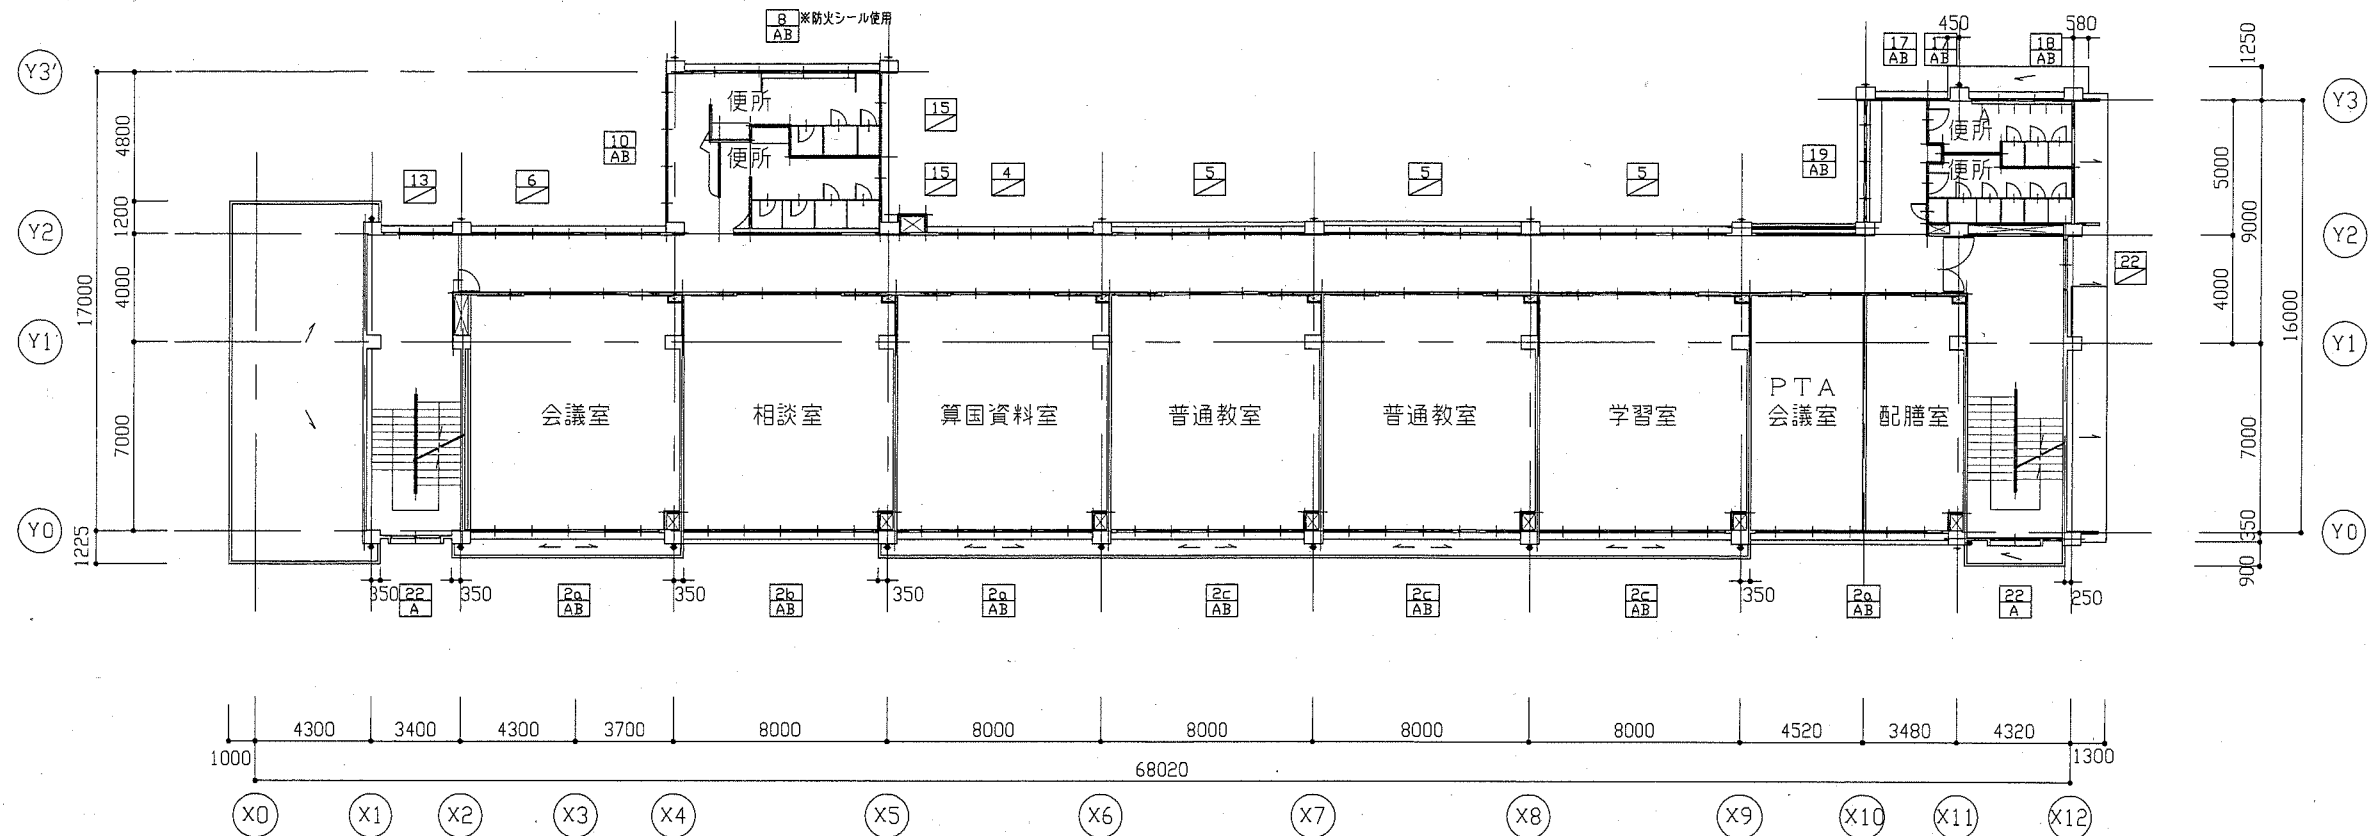 8 ※防火シール使用
AB
450 580
17 17 18
AB AB AB
1250
Y3' Y3
便所
15
便所
10
AB
4800
13 6 15 4 5 5 5
19
AB
便所
便所
5000
9000
1200
Y2 Y2
22
17000
4000 4000
16000
Y1 Y1
会議室 相談室 算国資料室 普通教室 普通教室 学習室 PTA
会議室 配膳室
7000 7000
Y0 Y0
1225
350
900
350 22
A
350 2a
AB
350 2b
AB
350 2a
AB
2c
AB
2c
AB
2c
AB
350 2a
AB
22
A
250
4300 3400 4300 3700 8000 8000 8000 8000 8000 4520 3480 4320
1000 68020 1300
X0 X1 X2 X3 X4 X5 X6 X7 X8 X9 X10 X11 X12